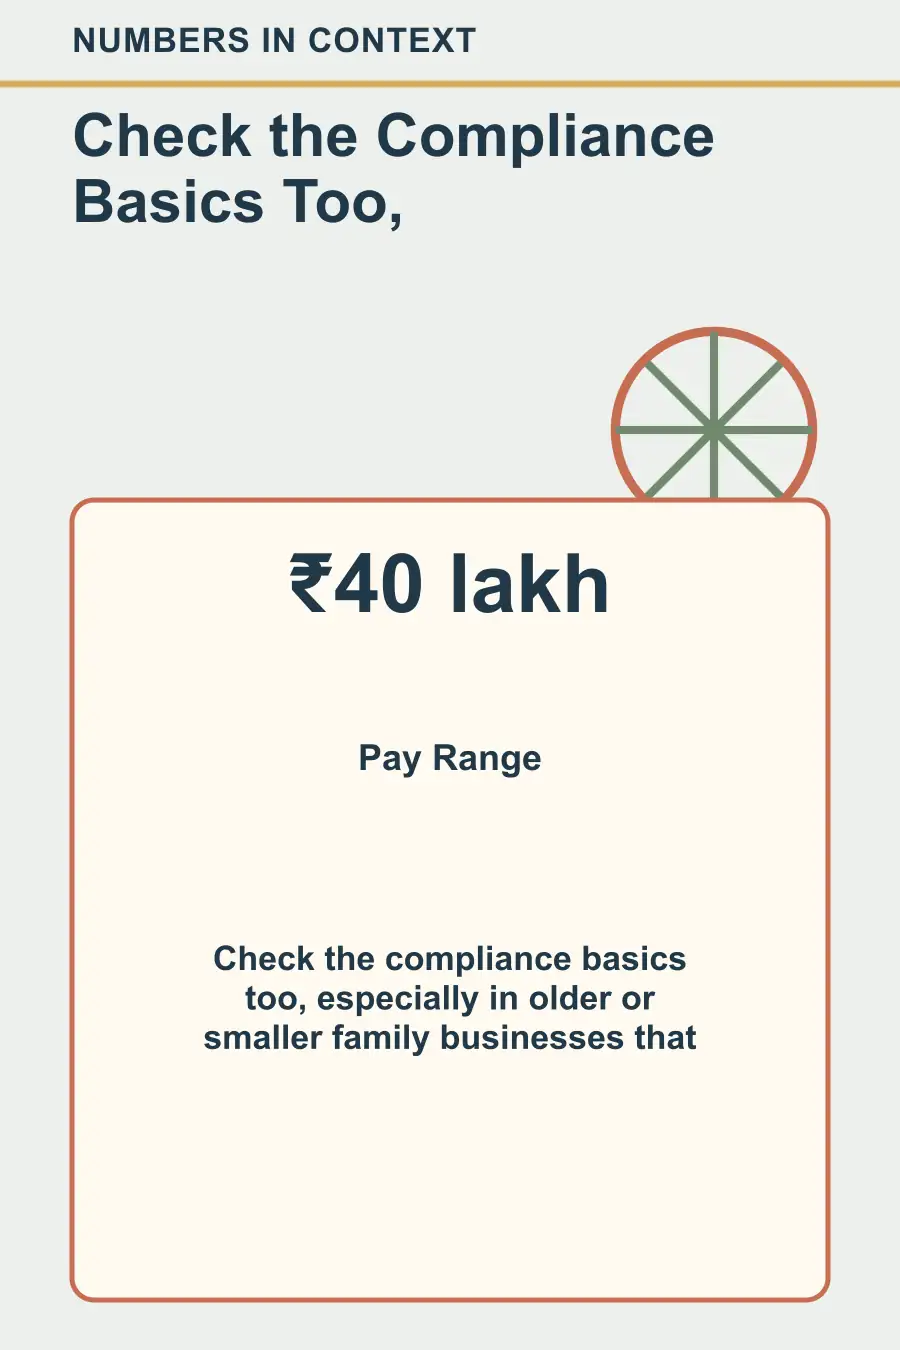 NUMBERS IN CONTEXT
Check the Compliance
Basics Too,
₹40 lakh
Pay Range
Check the compliance basics
too, especially in older or
smaller family businesses that